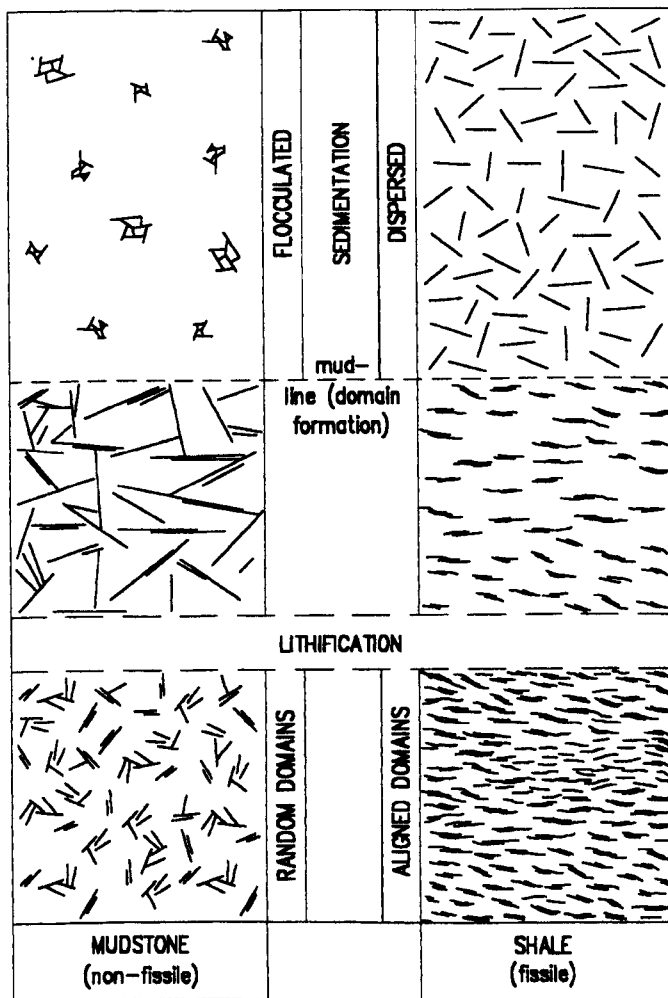 FLOCCULATED
SEDIMENTATION
DISPERSED
mud-
line (domain
formation)
LITHIFICATION
RANDOM DOMAINS
ALIGNED DOMAINS
MUDSTONE
(non-fissile)
SHALE
(fissile)